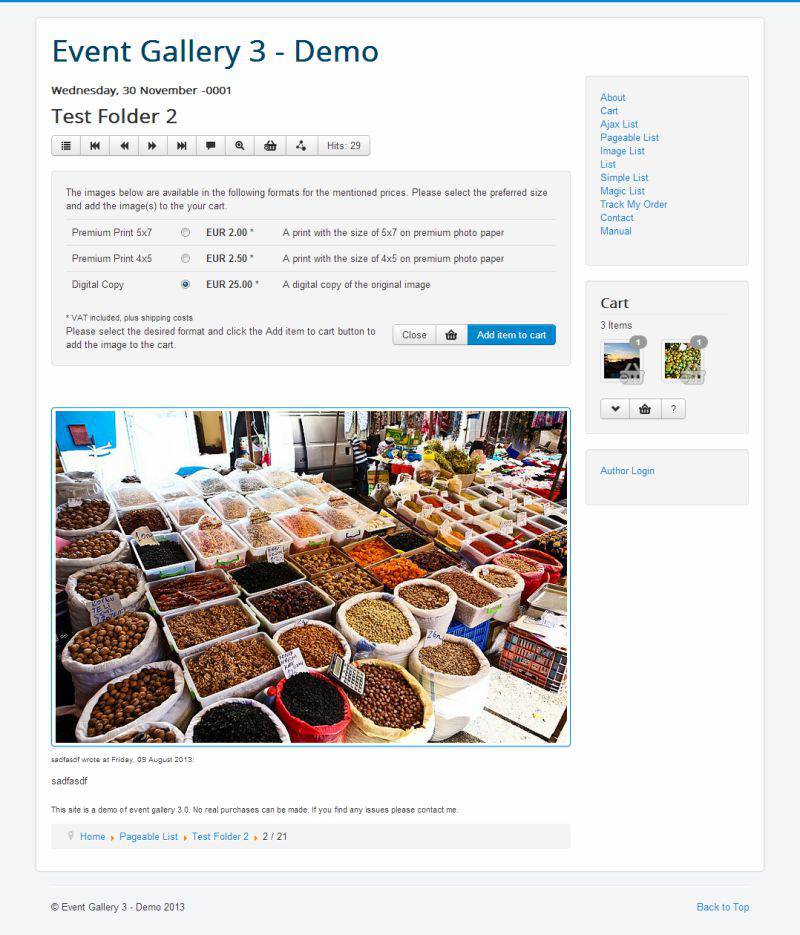 Event Gallery 3 - Demo
Wednesday, 30 November -0001
Test Folder 2
Hits: 29
The images below are available in the following formats for the mentioned prices. Please select the preferred size
and add the image(s) to the your cart.
Premium Print 5x7 EUR 2.00 * A print with the size of 5x7 on premium photo paper
Premium Print 4x5 EUR 2.50 * A print with the size of 4x5 on premium photo paper
Digital Copy EUR 25.00 * A digital copy of the original image
* VAT included, plus shipping costs
Please select the desired format and click the Add item to cart button to
add the image to the cart.
Close Add item to cart
sadfasdf wrote at Friday, 09 August 2013:
sadfasdf
This site is a demo of event gallery 3.0. No real purchases can be made. If you find any issues please contact me.
Home Pageable List Test Folder 2 2 / 21
About
Cart
Ajax List
Pageable List
Image List
List
Simple List
Magic List
Track My Order
Contact
Manual
Cart
3 Items
1 1
?
Author Login
© Event Gallery 3 - Demo 2013
Back to Top